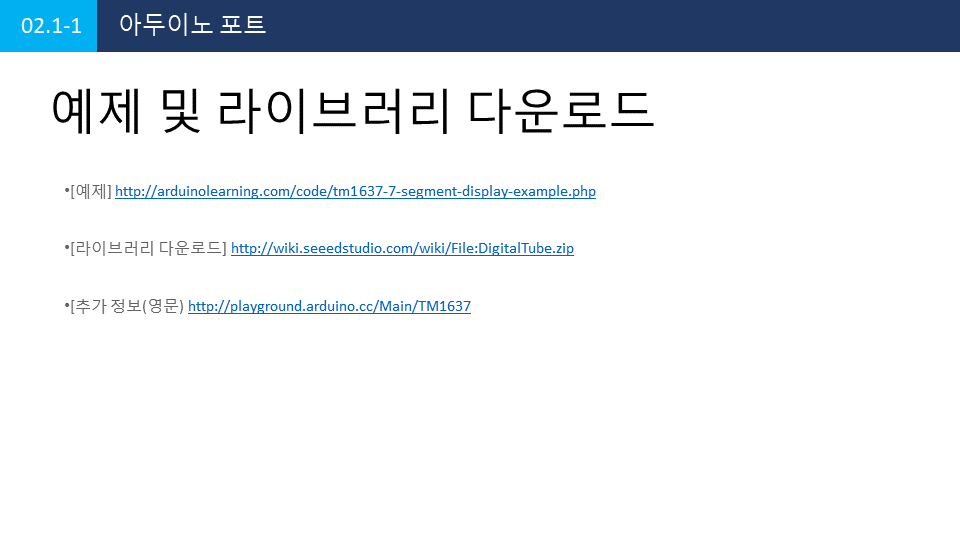 02.1-1 아두이노 포트
예제 및 라이브러리 다운로드
•[예제] http://arduinolearning.com/code/tm1637-7-segment-display-example.php
•[라이브러리 다운로드] http://wiki.seeedstudio.com/wiki/File:DigitalTube.zip
•[추가 정보(영문) http://playground.arduino.cc/Main/TM1637